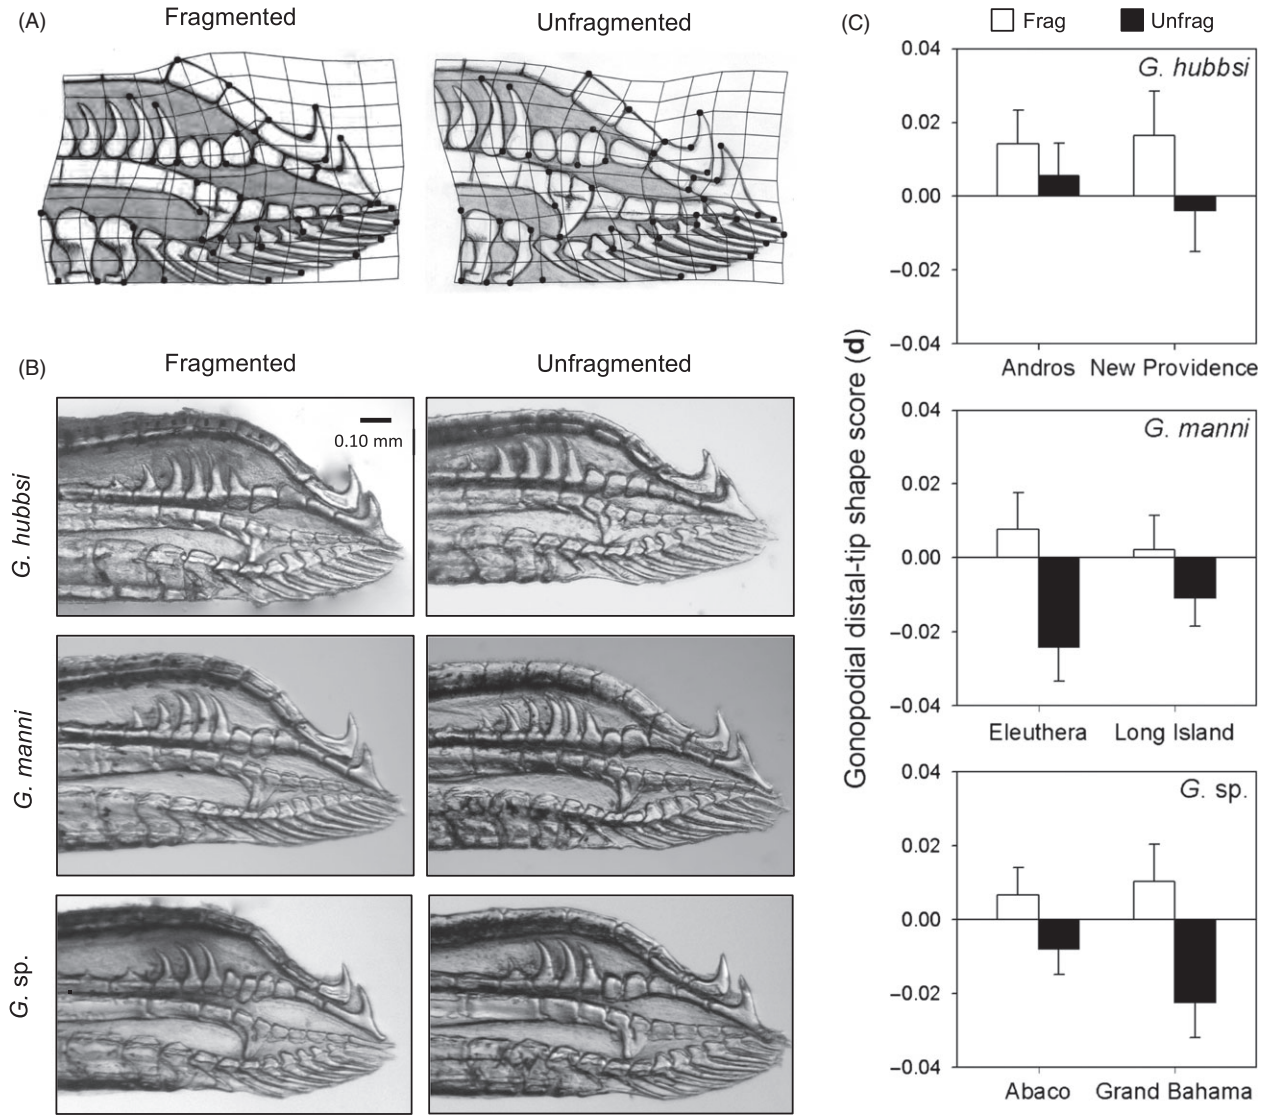 (A)
Fragmented
Unfragmented
(B)
Fragmented
Unfragmented
0.10 mm
G. hubbsi
G. manni
G. sp.
(C)
Frag
Unfrag
Gonopodial distal-tip shape score (d)
0.04
G. hubbsi
0.02
0.00
−0.02
−0.04
Andros New Providence
0.04
G. manni
0.02
0.00
−0.02
−0.04
Eleuthera Long Island
0.04
G. sp.
0.02
0.00
−0.02
−0.04
Abaco Grand Bahama